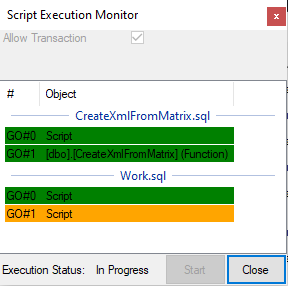 Script Execution Monitor
Allow Transaction
# Object
CreateXmlFromMatrix.sql
GO#0 Script
GO#1 [dbo].[CreateXmlFromMatrix] (Function)
Work.sql
GO#0 Script
GO#1 Script
Execution Status: In Progress Start Close